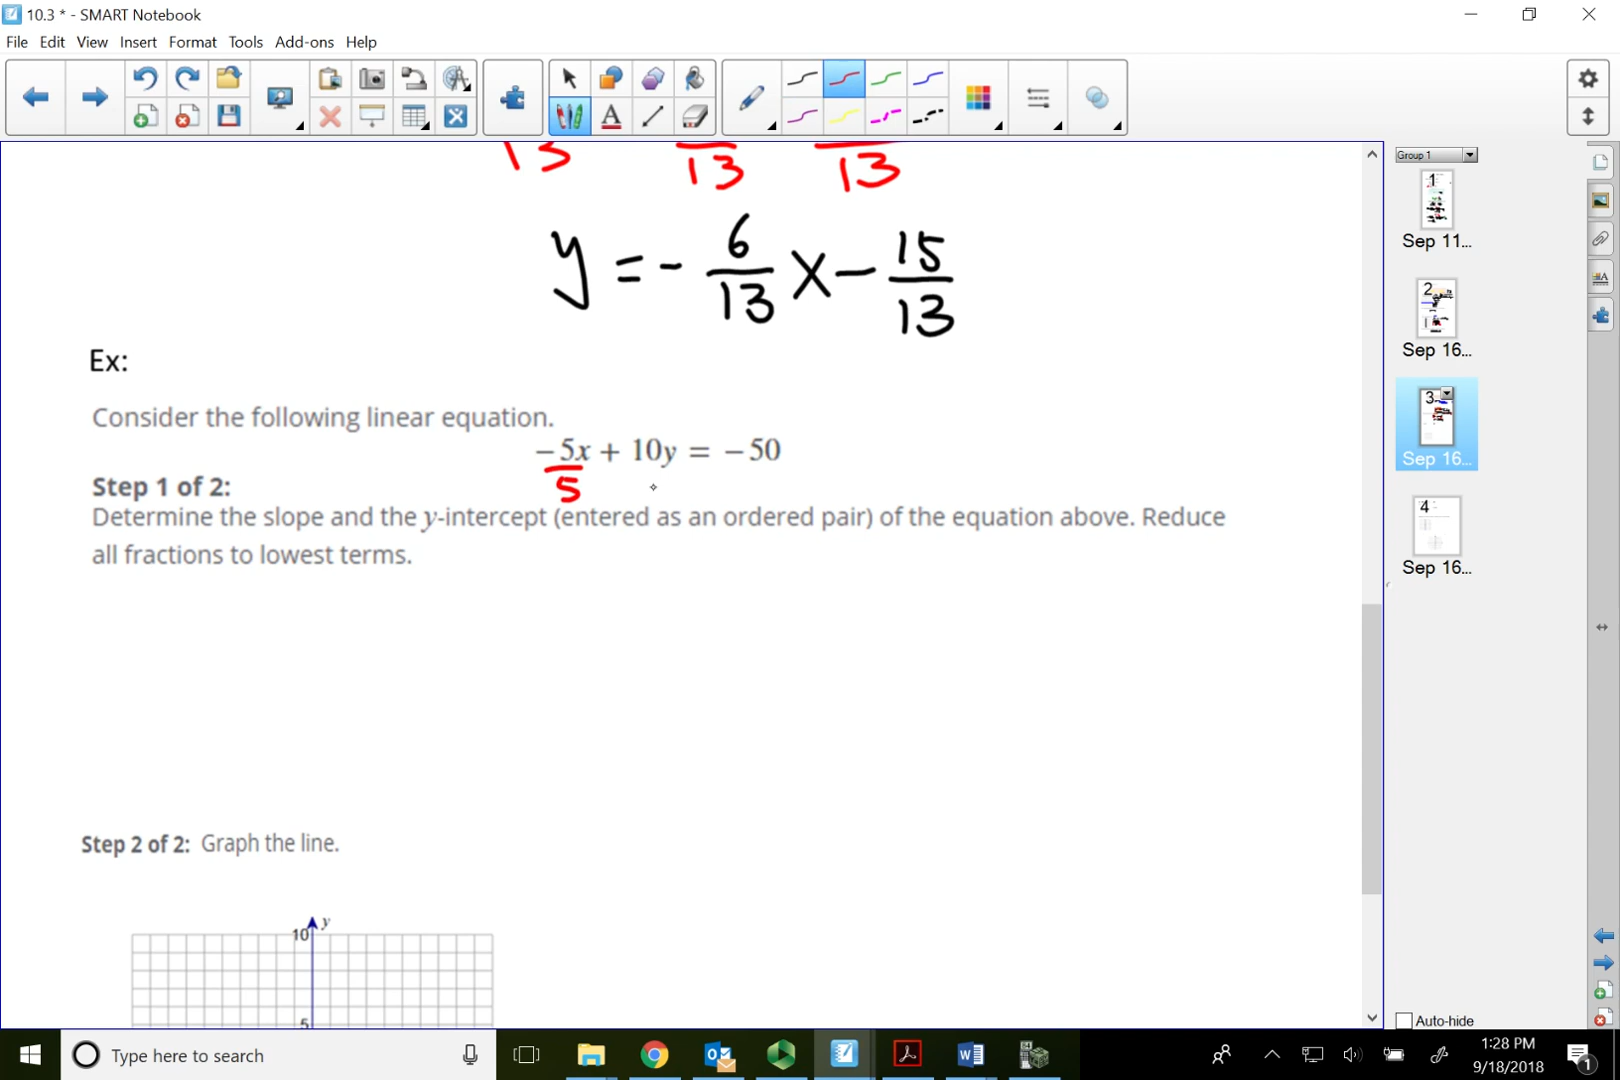 10.3 * - SMART Notebook
File Edit View Insert Format Tools Add-ons Help
13 13 13
y = - 6/13 x - 15/13
Ex:
Consider the following linear equation.
-5x + 10y = -50
5
Step 1 of 2:
Determine the slope and the y-intercept (entered as an ordered pair) of the equation above. Reduce
all fractions to lowest terms.
Step 2 of 2: Graph the line.
y
10
5
Group 1
1
Sep 11...
2
Sep 16...
3
Sep 16...
4
Sep 16...
Auto-hide
Type here to search
1:28 PM
9/18/2018
1